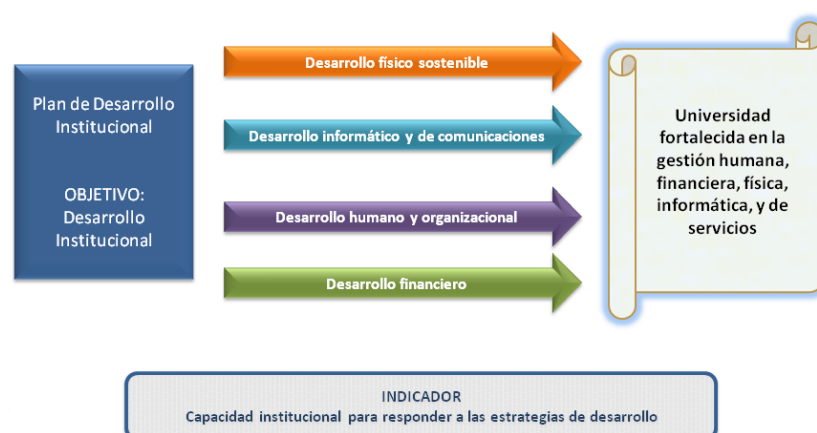 Plan de Desarrollo
Institucional
OBJETIVO:
Desarrollo
Institucional
Desarrollo físico sostenible
Desarrollo informático y de comunicaciones
Desarrollo humano y organizacional
Desarrollo financiero
Universidad
fortalecida en la
gestión humana,
financiera, física,
informática, y de
servicios
INDICADOR
Capacidad institucional para responder a las estrategias de desarrollo